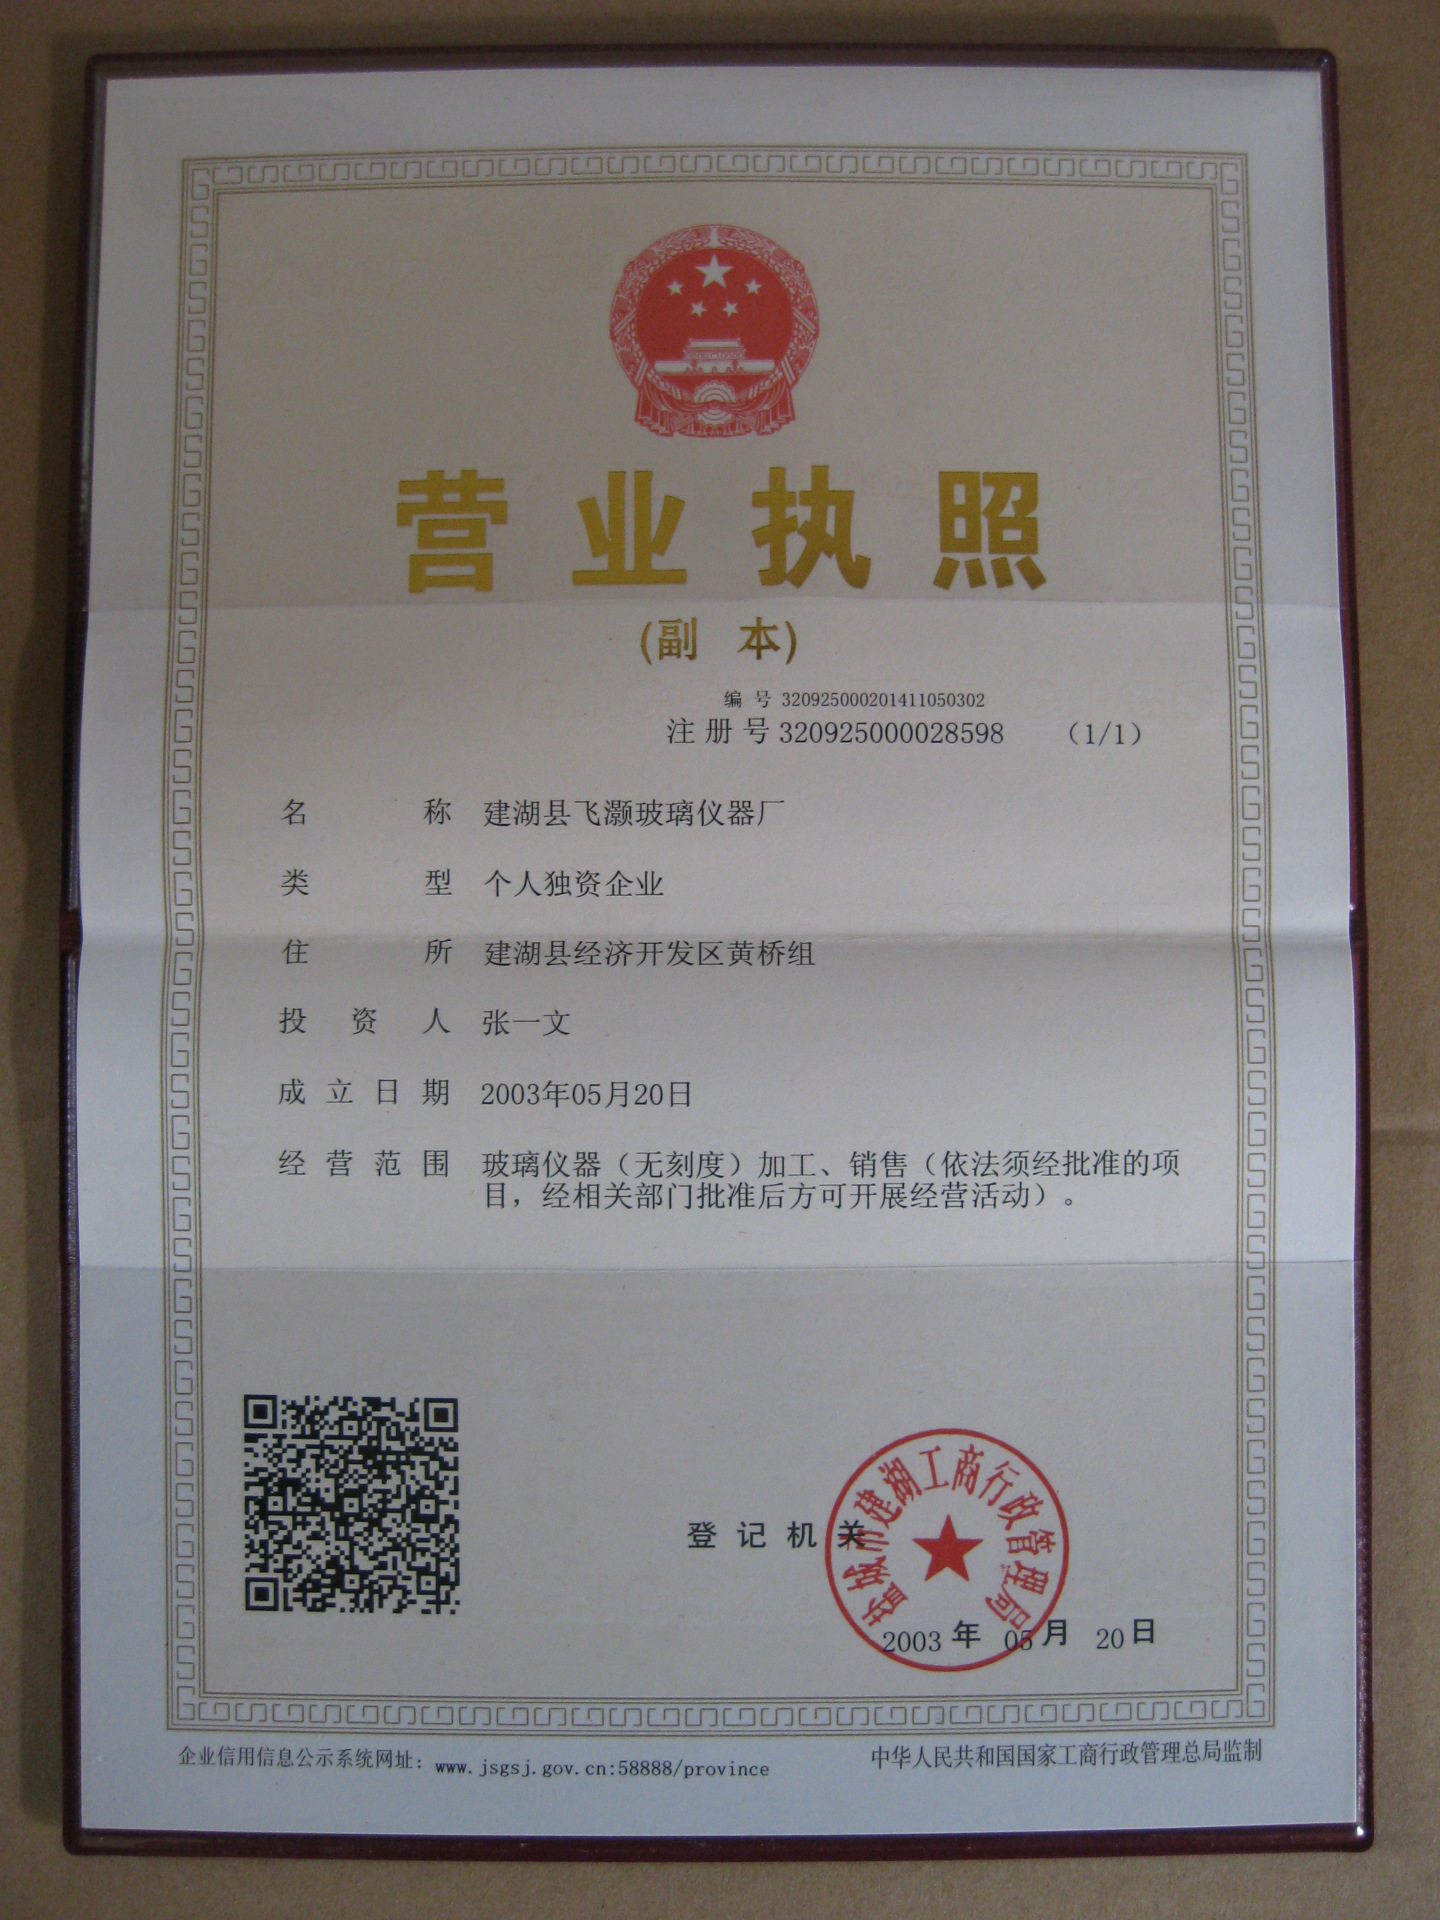 营业执照
(副 本)
编 号 320925000201411050302
注 册 号 320925000028598 (1/1)
名 称 建湖县飞灏玻璃仪器厂
类 型 个人独资企业
住 所 建湖县经济开发区黄桥组
投 资 人 张一文
成 立 日 期 2003年05月20日
经 营 范 围 玻璃仪器（无刻度）加工、销售（依法须经批准的项
目，经相关部门批准后方可开展经营活动）。
登 记 机 关
盐城市建湖工商行政管理局
2003 年 05 月 20 日
企业信用信息公示系统网址：www.jsgsj.gov.cn:58888/province
中华人民共和国国家工商行政管理总局监制